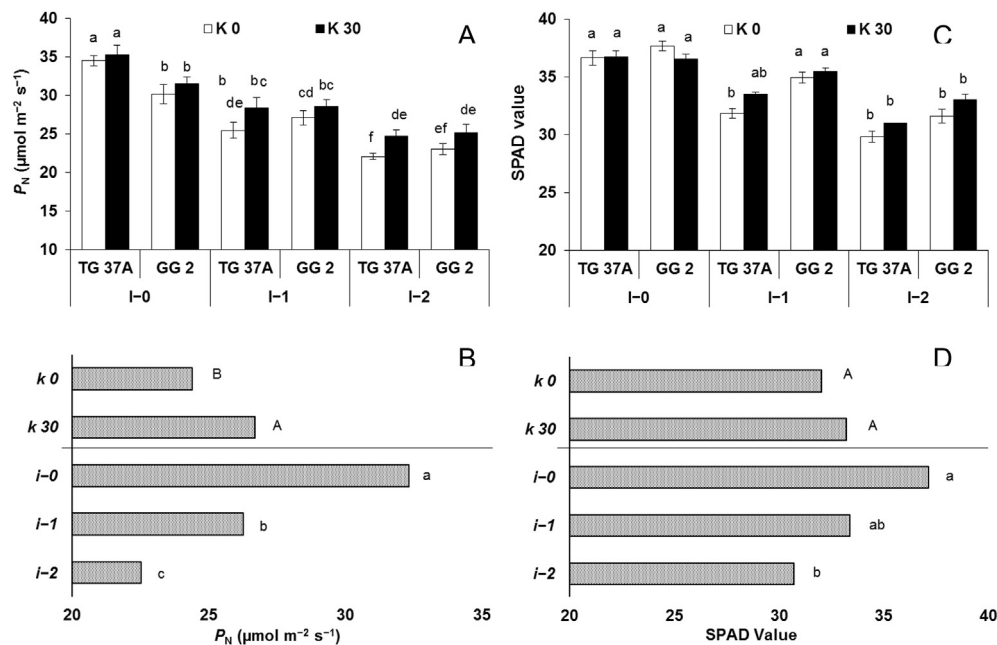 40
35
30
25
20
15
10
P_N (µmol m⁻² s⁻¹)
K 0 K 30
A
a a
b b
b b c
de
cd bc
f de
ef de
TG 37A GG 2 TG 37A GG 2 TG 37A GG 2
I−0 I−1 I−2
40
35
30
25
20
SPAD value
K 0 K 30
C
a a
a a
b ab
a a
b b
b b
TG 37A GG 2 TG 37A GG 2 TG 37A GG 2
I−0 I−1 I−2
B
k 0 B
k 30 A
i−0 a
i−1 b
i−2 c
20 25 30 35
P_N (µmol m⁻² s⁻¹)
D
k 0 A
k 30 A
i−0 a
i−1 ab
i−2 b
20 25 30 35 40
SPAD Value